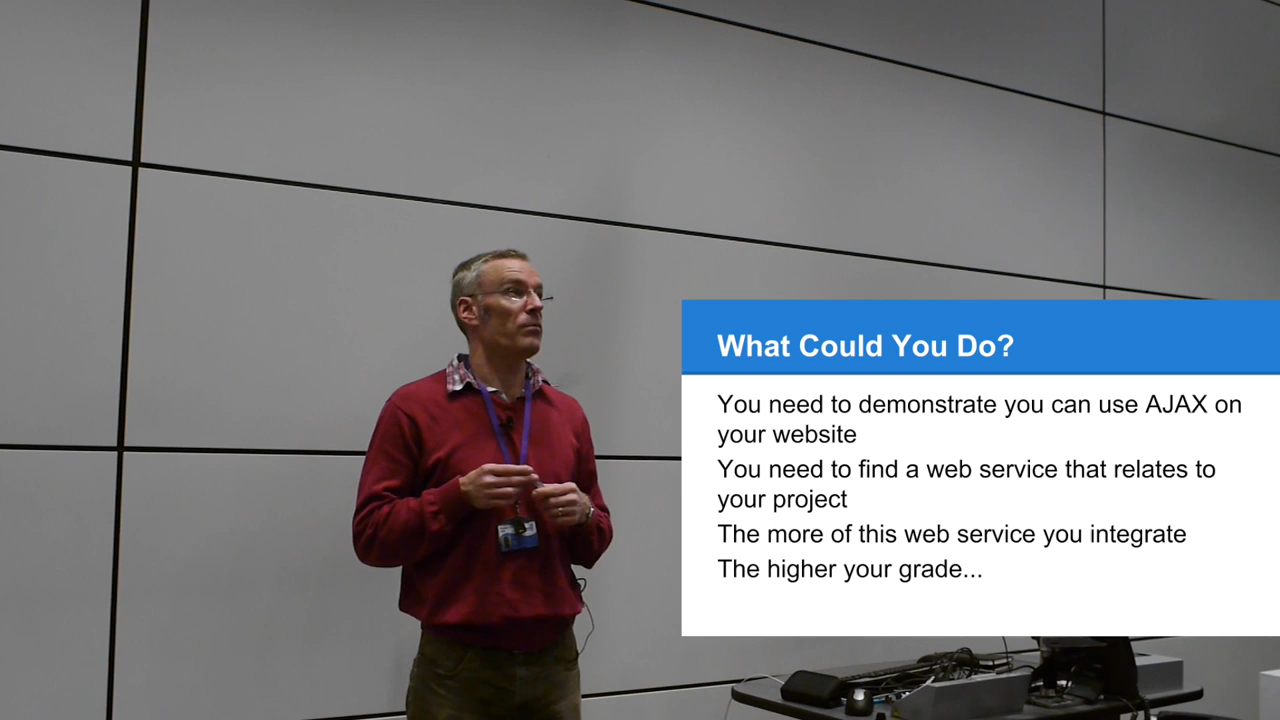 What Could You Do?
You need to demonstrate you can use AJAX on
your website
You need to find a web service that relates to
your project
The more of this web service you integrate
The higher your grade...